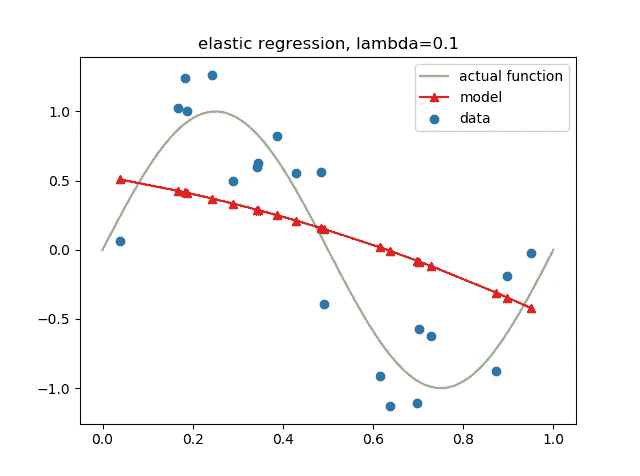 elastic regression, lambda=0.1
actual function
model
data
1.0
0.5
0.0
−0.5
−1.0
0.0 0.2 0.4 0.6 0.8 1.0